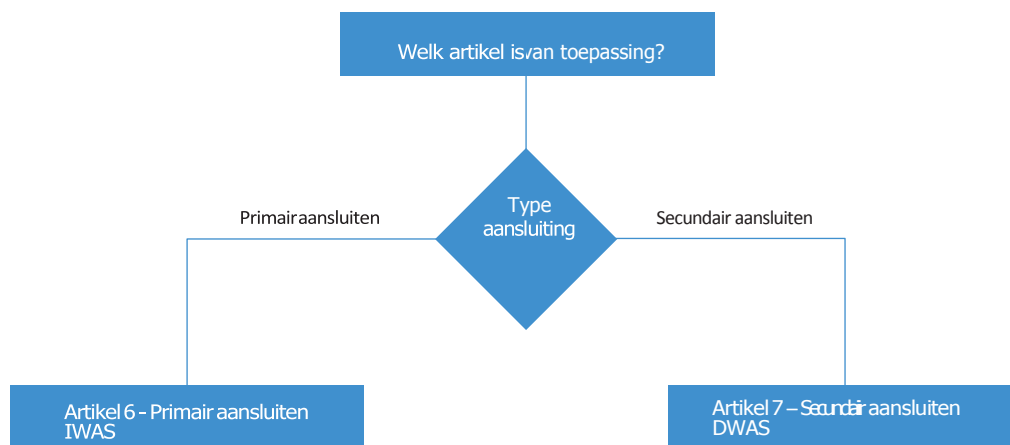 Welk artikel is van toepassing?
Type
aansluiting
Primair aansluiten
Secundair aansluiten
Artikel 6 - Primair aansluiten
IWAS
Artikel 7 – Secundair aansluiten
DWAS